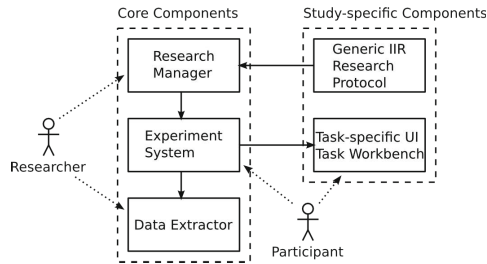 Core Components
Study-specific Components
Research
Manager
Generic IIR
Research
Protocol
Experiment
System
Task-specific UI
Task Workbench
Researcher
Data Extractor
Participant